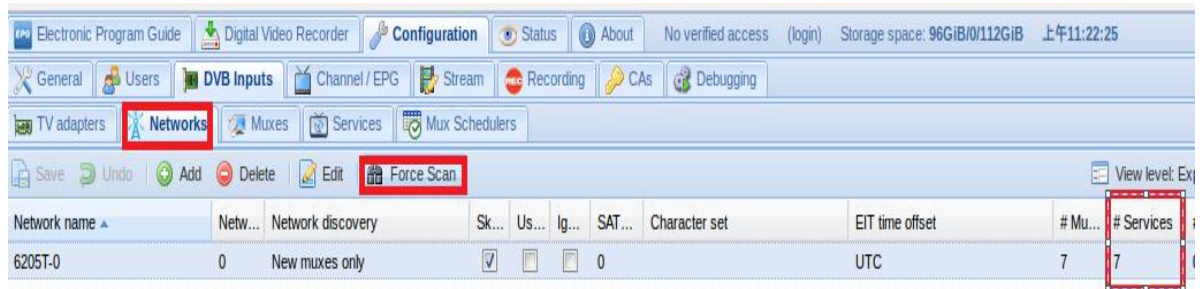 EPG Electronic Program Guide Digital Video Recorder Configuration Status About No verified access (login) Storage space: 96GiB/0/112GiB 上午11:22:25
General Users DVB Inputs Channel / EPG Stream REC Recording CAs Debugging
TV adapters Networks Muxes Services Mux Schedulers
Save Undo Add Delete Edit Force Scan View level: Exp
Network name Netw... Network discovery Sk... Us... Ig... SAT... Character set EIT time offset # Mu... # Services #
6205T-0 0 New muxes only 0 UTC 7 7 0